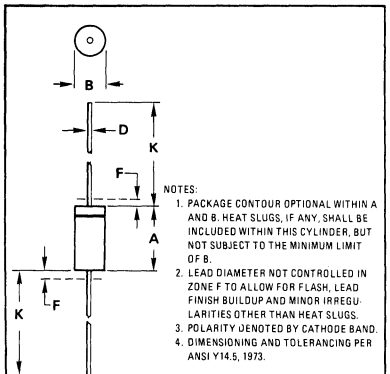 B
D
K
F
A
F
K
NOTES:
1. PACKAGE CONTOUR OPTIONAL WITHIN A
AND B. HEAT SLUGS, IF ANY, SHALL BE
INCLUDED WITHIN THIS CYLINDER, BUT
NOT SUBJECT TO THE MINIMUM LIMIT
OF B.
2. LEAD DIAMETER NOT CONTROLLED IN
ZONE F TO ALLOW FOR FLASH, LEAD
FINISH BUILDUP AND MINOR IRREGU-
LARITIES OTHER THAN HEAT SLUGS.
3. POLARITY DENOTED BY CATHODE BAND.
4. DIMENSIONING AND TOLERANCING PER
ANSI Y14.5, 1973.